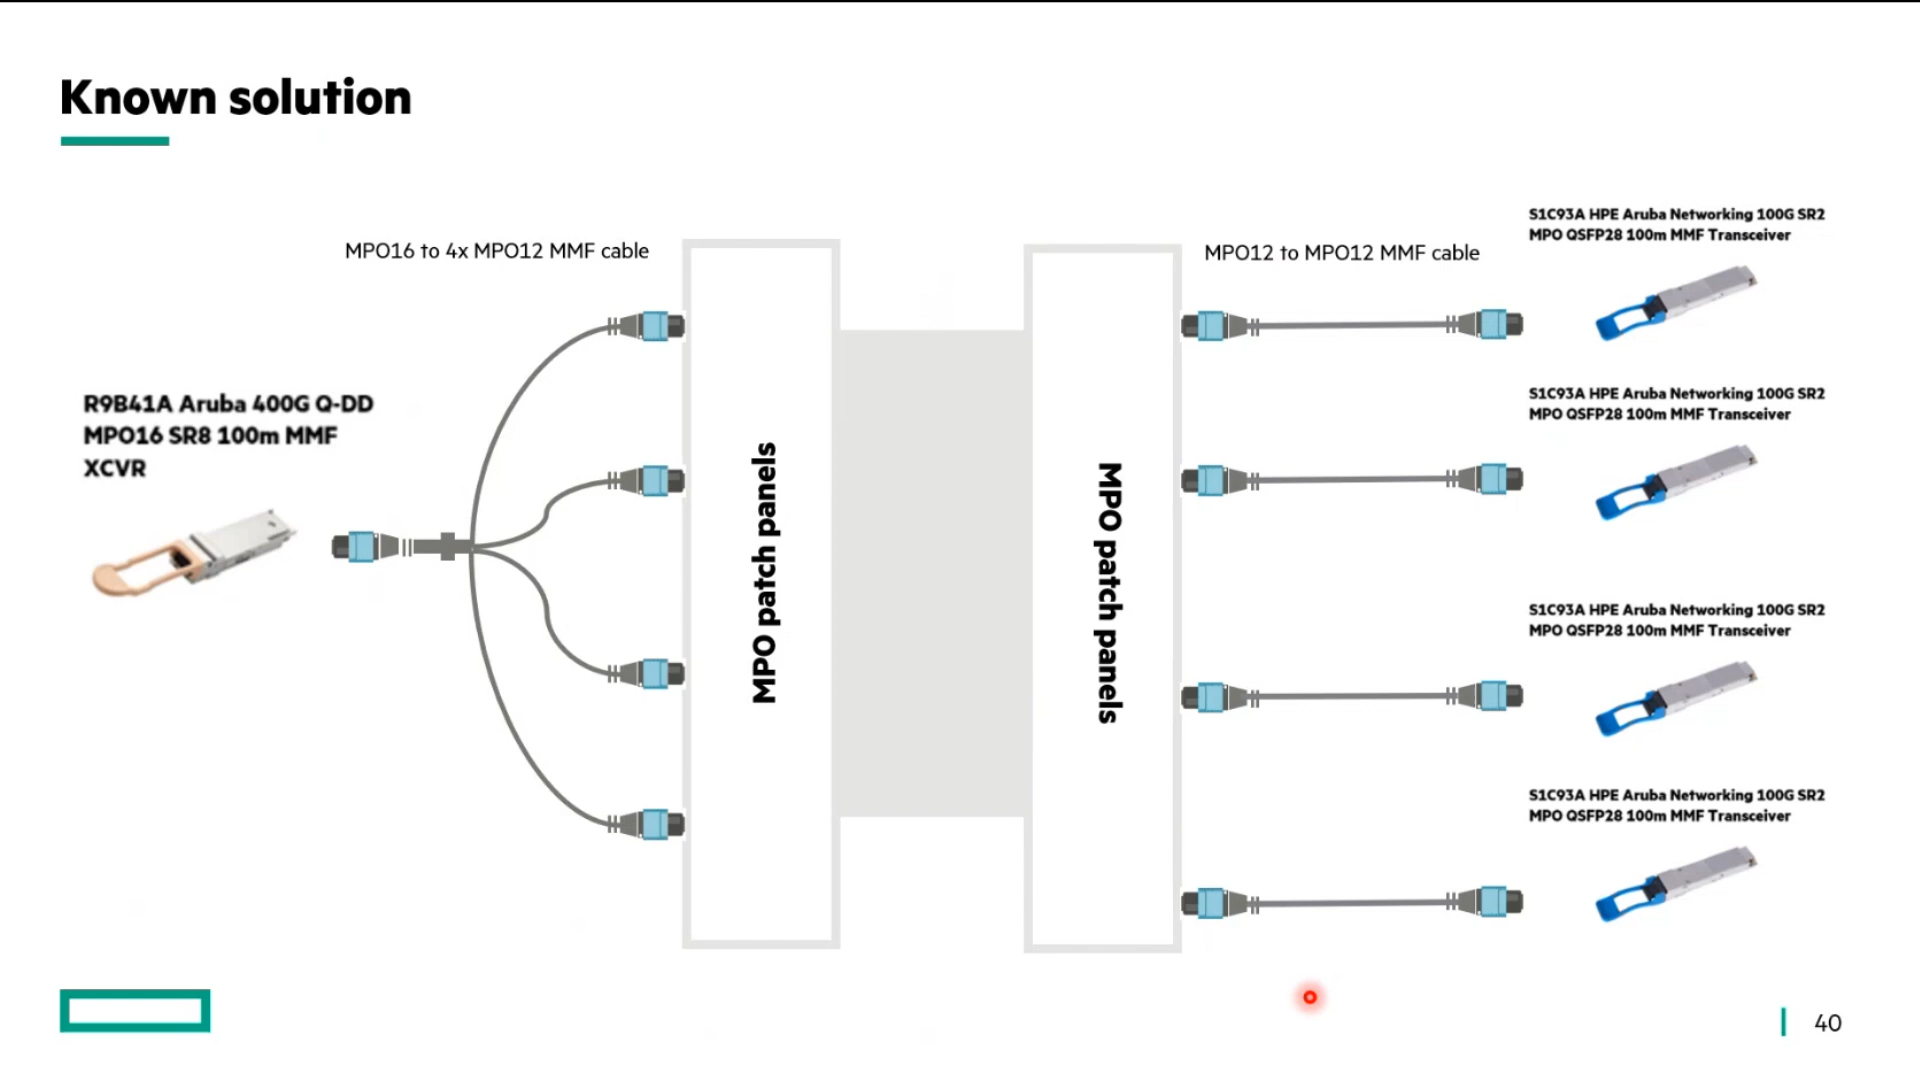 Known solution
MPO16 to 4x MPO12 MMF cable
MPO12 to MPO12 MMF cable
S1C93A HPE Aruba Networking 100G SR2
MPO QSFP28 100m MMF Transceiver
R9B41A Aruba 400G Q-DD
MPO16 SR8 100m MMF
XCVR
MPO patch panels
MPO patch panels
S1C93A HPE Aruba Networking 100G SR2
MPO QSFP28 100m MMF Transceiver
S1C93A HPE Aruba Networking 100G SR2
MPO QSFP28 100m MMF Transceiver
S1C93A HPE Aruba Networking 100G SR2
MPO QSFP28 100m MMF Transceiver
40